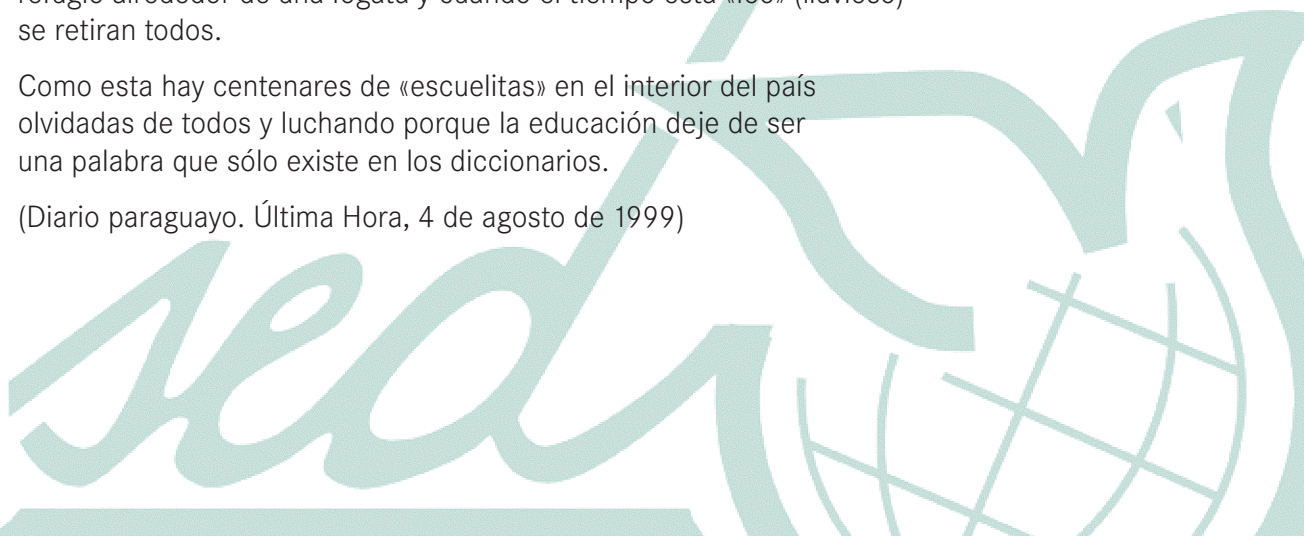 se retiran todos.
Como esta hay centenares de «escuelitas» en el interior del país
olvidadas de todos y luchando porque la educación deje de ser
una palabra que sólo existe en los diccionarios.
(Diario paraguayo. Última Hora, 4 de agosto de 1999)
sed